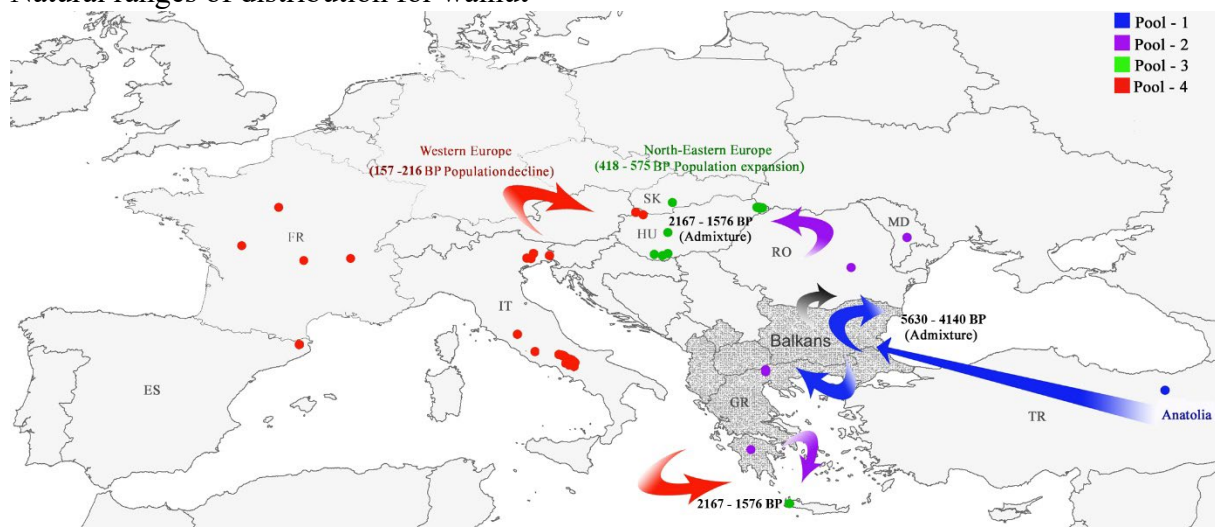 Natural ranges of distribution for walnut
Pool - 1
Pool - 2
Pool - 3
Pool - 4
Western Europe
(157 -216 BP Population decline)
North-Eastern Europe
(418 - 575 BP Population expansion)
SK
2167 - 1576 BP
(Admixture)
HU
MD
RO
FR
IT
5630 - 4140 BP
(Admixture)
Balkans
ES
GR
TR
Anatolia
2167 - 1576 BP